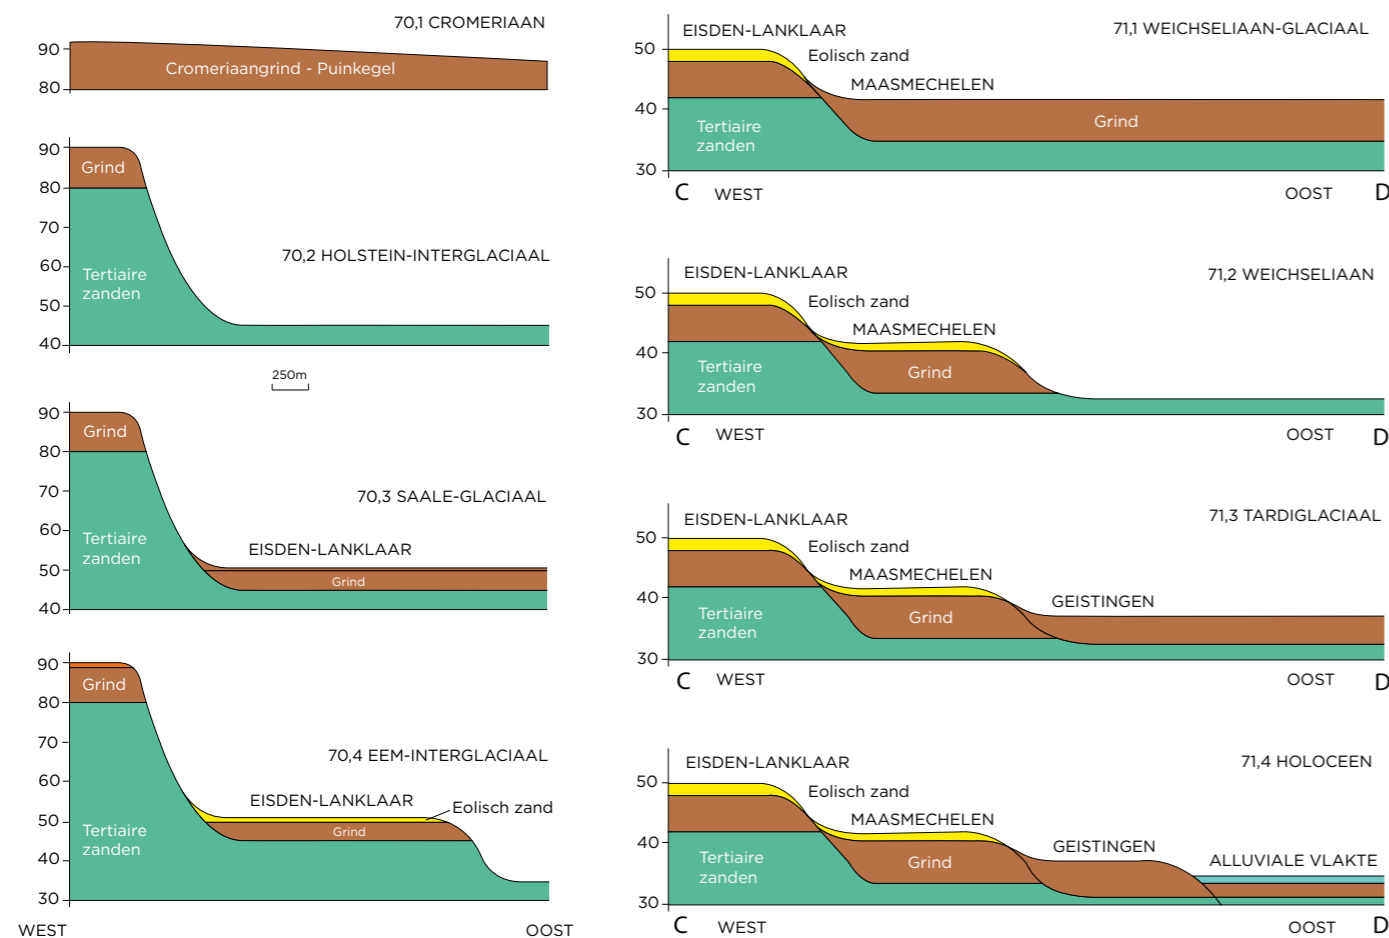 70,1 CROMERIAAN
90
Cromeriaangrind - Puinkegel
80
90
Grind
80
70
70,2 HOLSTEIN-INTERGLACIAAL
60
Tertiaire
zanden
50
40
250m
90
Grind
80
70
70,3 SAALE-GLACIAAL
60
Tertiaire
zanden
EISDEN-LANKLAAR
50
Grind
40
90
Grind
80
70
70,4 EEM-INTERGLACIAAL
60
EISDEN-LANKLAAR
Eolisch zand
50
Tertiaire
zanden
Grind
40
30
WEST
OOST
71,1 WEICHSELIAAN-GLACIAAL
EISDEN-LANKLAAR
50
Eolisch zand
MAASMECHELEN
40
Grind
Tertiaire
zanden
30
C WEST
OOST D
EISDEN-LANKLAAR
71,2 WEICHSELIAAN
50
Eolisch zand
MAASMECHELEN
40
Tertiaire
zanden
Grind
30
C WEST
OOST D
71,3 TARDIGLACIAAL
EISDEN-LANKLAAR
50
Eolisch zand
MAASMECHELEN
40
GEISTINGEN
Tertiaire
zanden
Grind
30
C WEST
OOST D
EISDEN-LANKLAAR
71,4 HOLOCEEN
50
Eolisch zand
MAASMECHELEN
40
GEISTINGEN
ALLUVIALE VLAKTE
Tertiaire
zanden
Grind
30
C WEST
OOST D